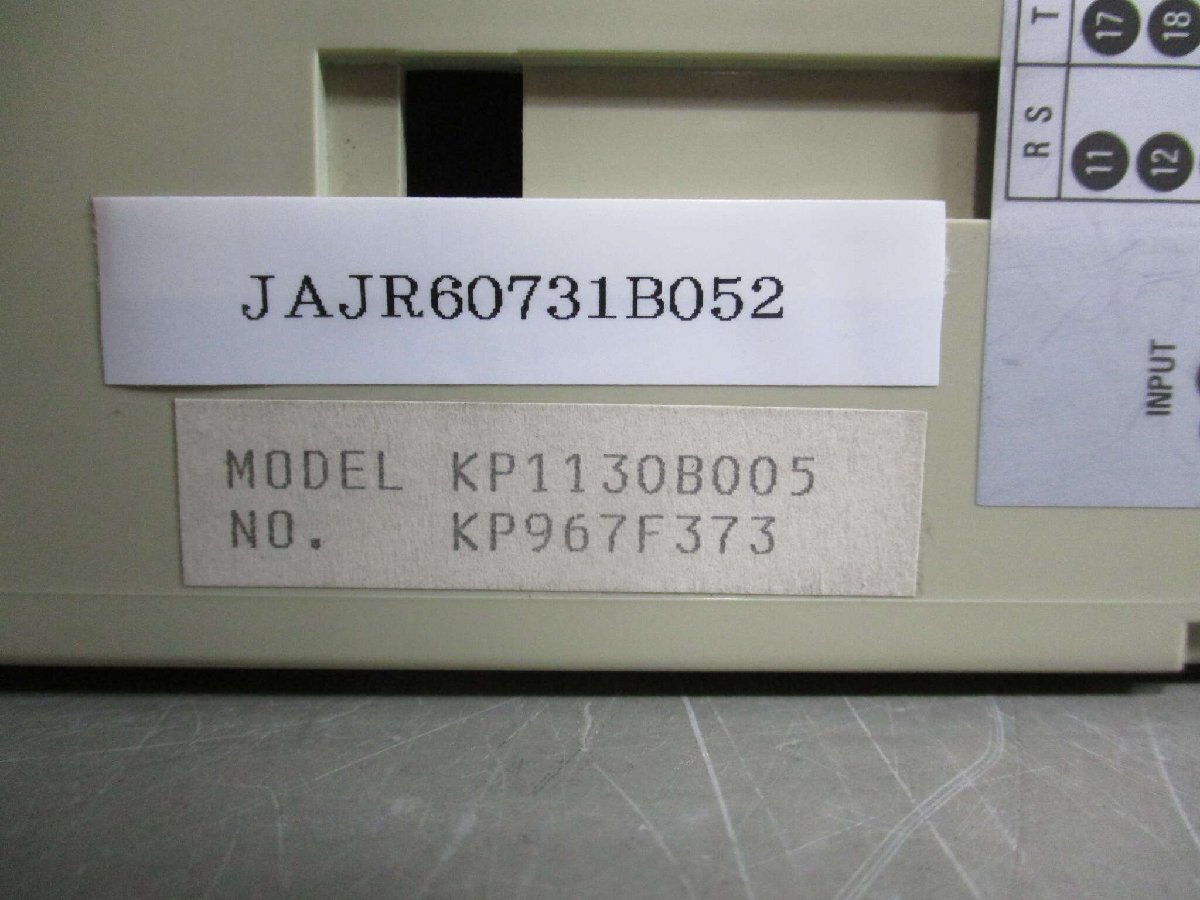 T 17 18
R S 11 12
JAJR60731B052
INPUT
MODEL KP1130B005
NO. KP967F373